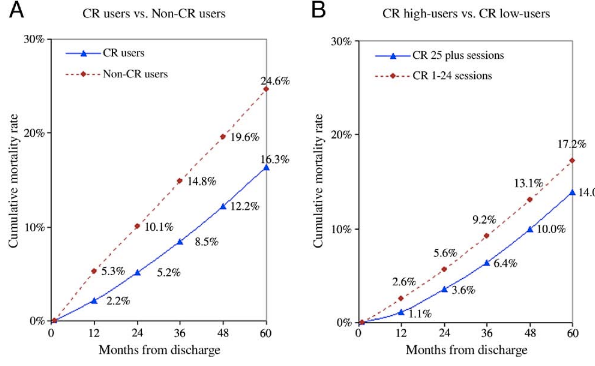 A
CR users vs. Non-CR users
30%
20%
10%
0%
Cumulative mortality rate
CR users
Non-CR users
24.6%
19.6%
16.3%
14.8%
12.2%
10.1%
8.5%
5.3%
5.2%
2.2%
0 12 24 36 48 60
Months from discharge
B
CR high-users vs. CR low-users
30%
20%
10%
0%
Cumulative mortality rate
CR 25 plus sessions
CR 1-24 sessions
17.2%
14.0
13.1%
10.0%
9.2%
6.4%
5.6%
3.6%
2.6%
1.1%
0 12 24 36 48 60
Months from discharge